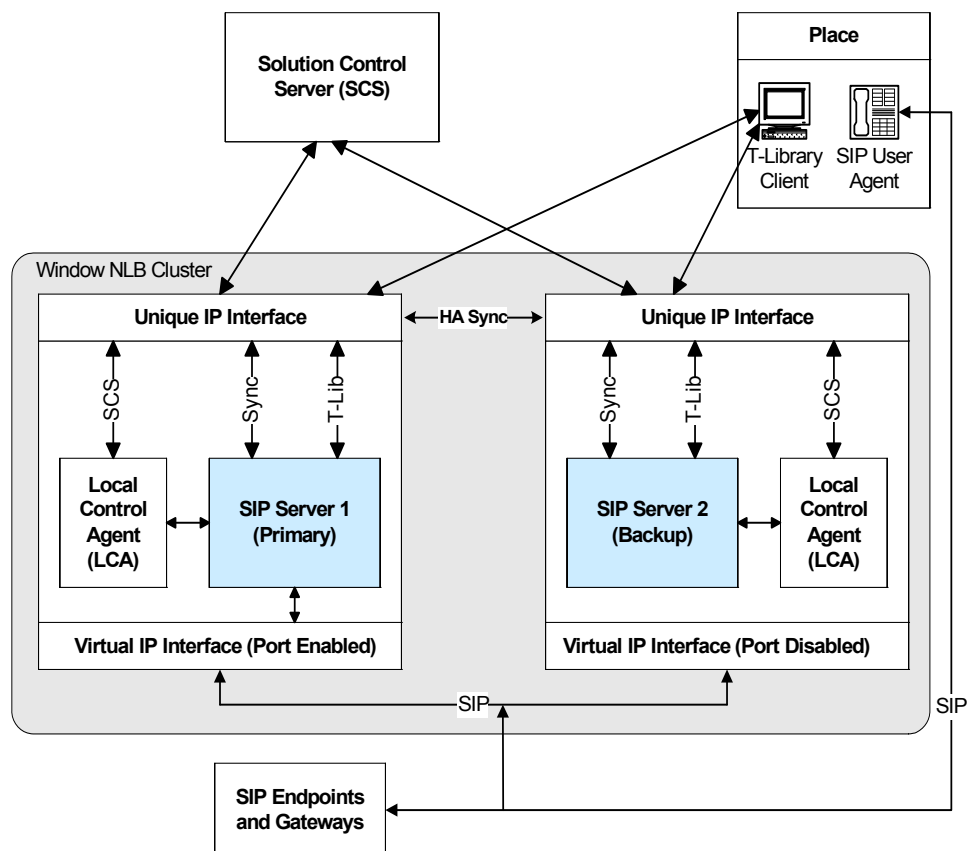 Solution Control
Server (SCS)
Place
T-Library
Client
SIP User
Agent
Window NLB Cluster
Unique IP Interface
HA Sync
Unique IP Interface
SCS
Sync
T-Lib
Sync
T-Lib
SCS
Local
Control
Agent
(LCA)
SIP Server 1
(Primary)
SIP Server 2
(Backup)
Local
Control
Agent
(LCA)
Virtual IP Interface (Port Enabled)
Virtual IP Interface (Port Disabled)
SIP
SIP
SIP Endpoints
and Gateways